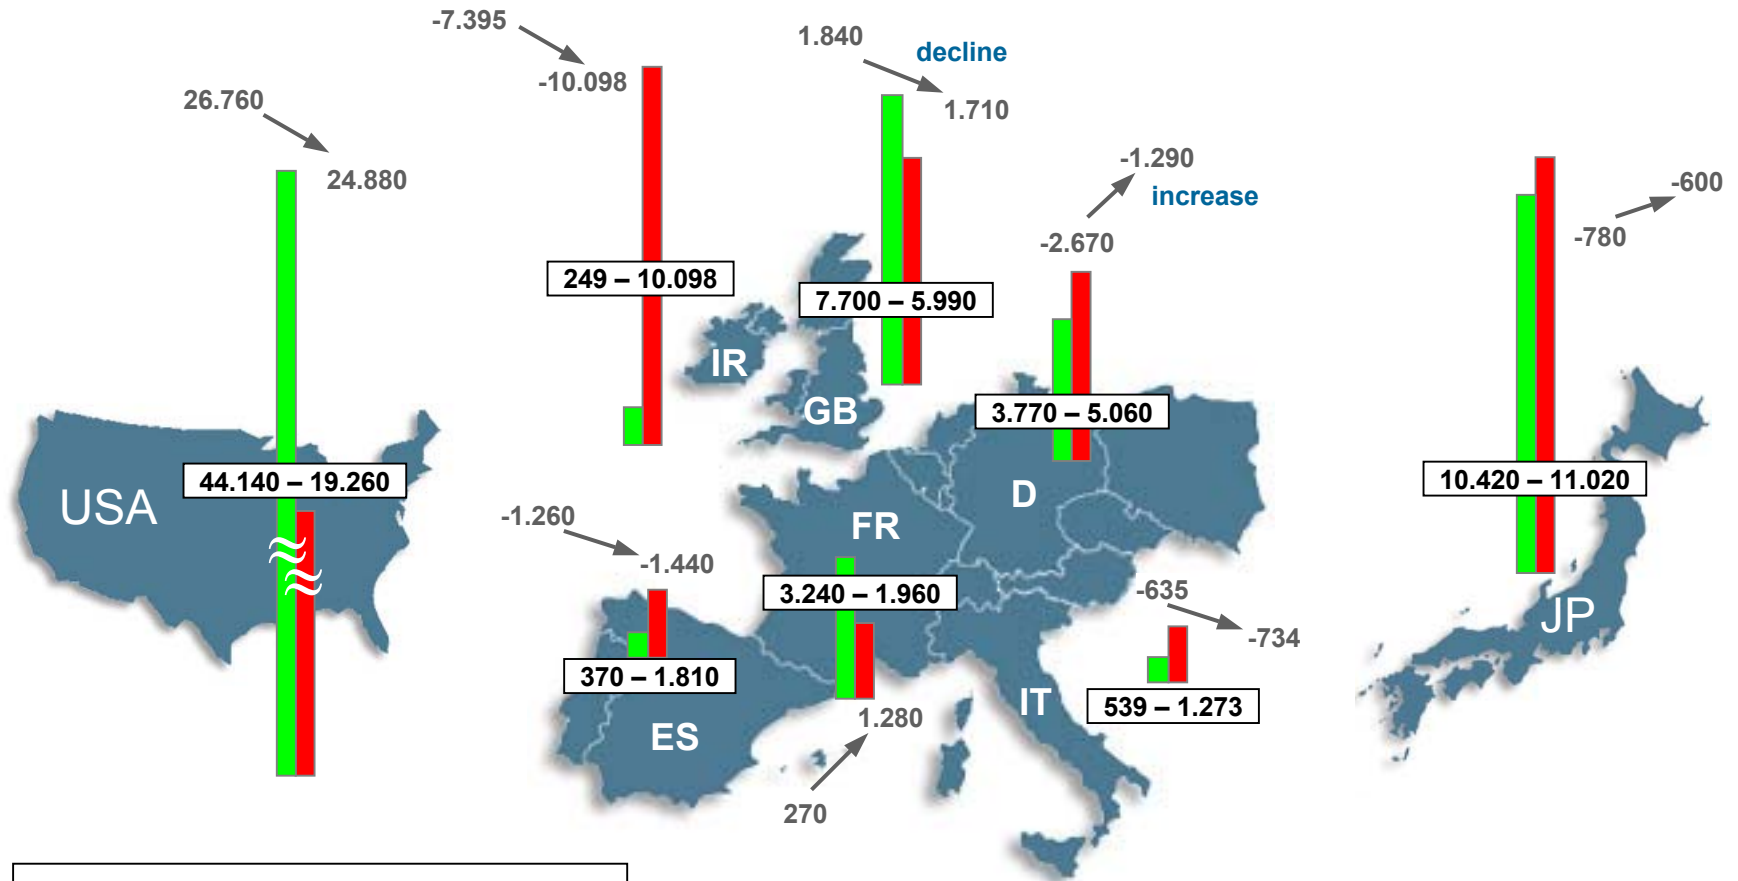 -7.395
-10.098
1.840
decline
1.710
26.760
24.880
-1.290
increase
-2.670
-600
-780
249 – 10.098
7.700 – 5.990
IR
GB
3.770 – 5.060
44.140 – 19.260
10.420 – 11.020
USA
D
FR
-1.260
-1.440
3.240 – 1.960
-635
-734
JP
370 – 1.810
IT
539 – 1.273
ES
1.280
270